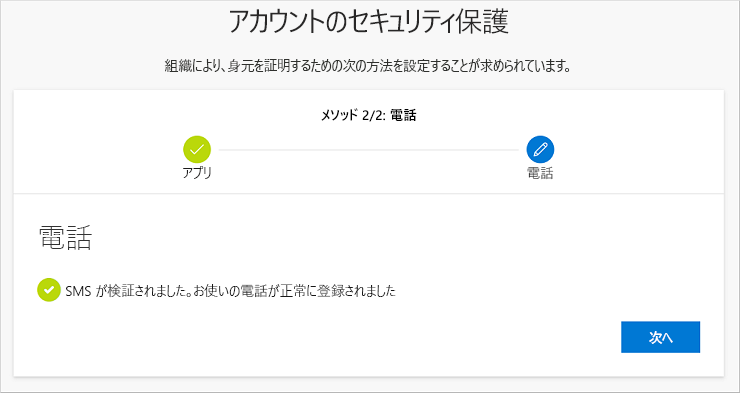 アカウントのセキュリティ保護
組織により、身元を証明するための次の方法を設定することが求められています。
メソッド 2/2: 電話
アプリ
電話
電話
SMS が検証されました。お使いの電話が正常に登録されました
次へ